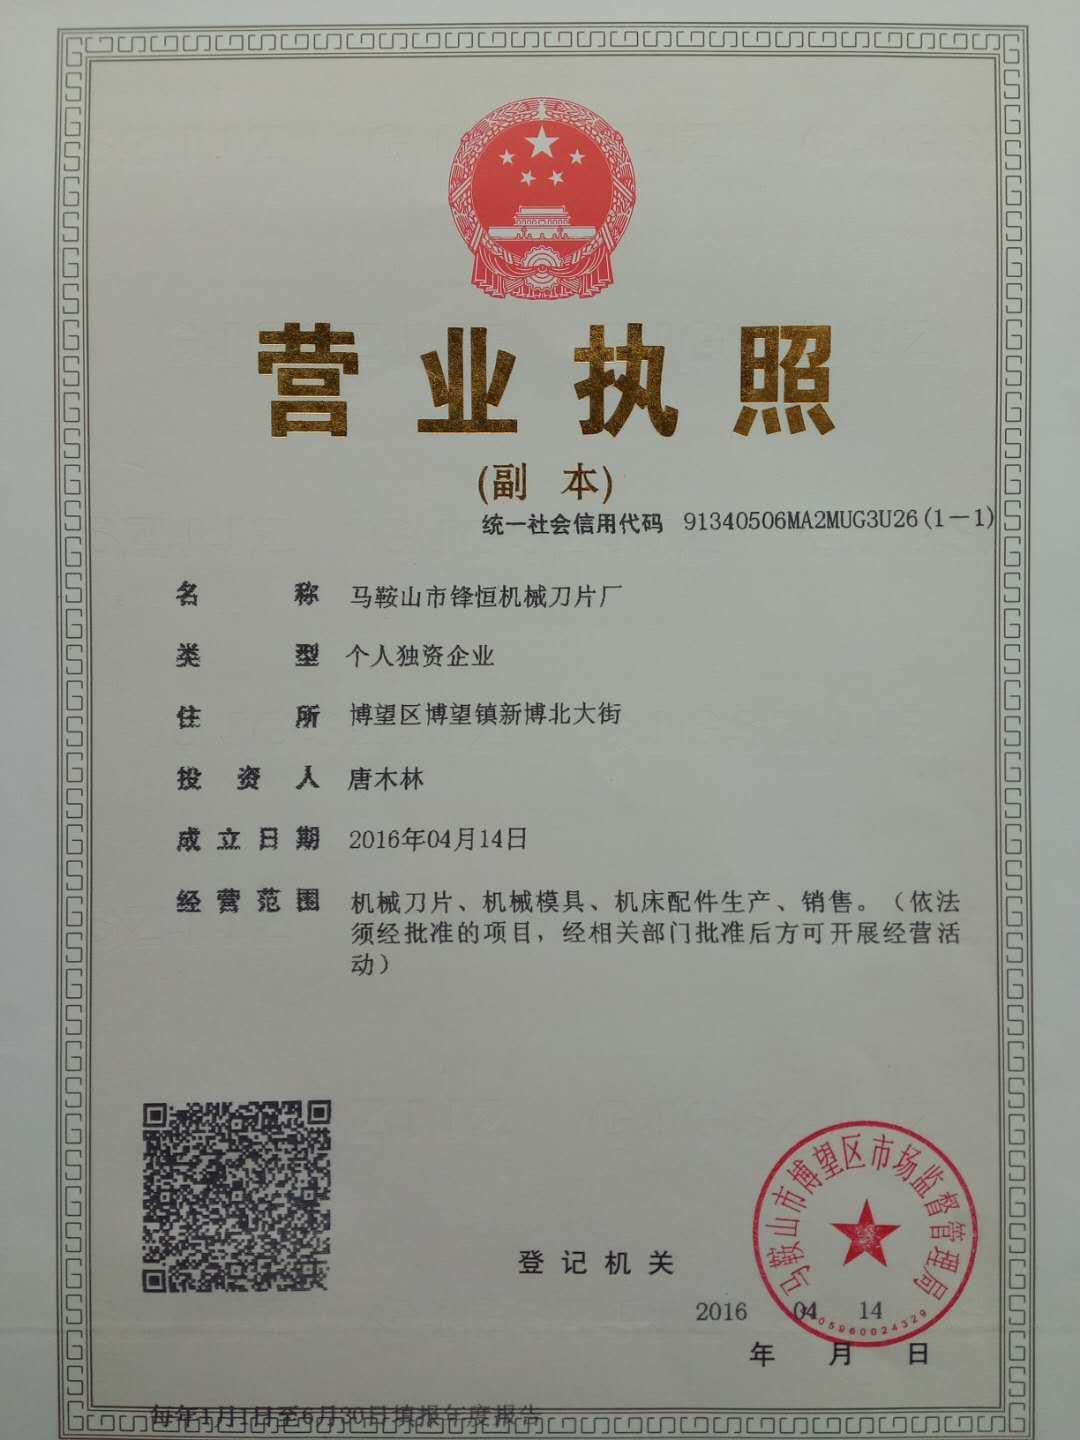 营业执照
(副 本)
统一社会信用代码 91340506MA2MUG3U26(1－1)
名称 马鞍山市锋恒机械刀片厂
类型 个人独资企业
住所 博望区博望镇新博北大街
投资人 唐木林
成立日期 2016年04月14日
经营范围 机械刀片、机械模具、机床配件生产、销售。（依法
须经批准的项目，经相关部门批准后方可开展经营活
动）
马鞍山市博望区市场监督管理局
登记机关
2016 04 14
年 月 日
每年1月1日至6月30日填报年度报告